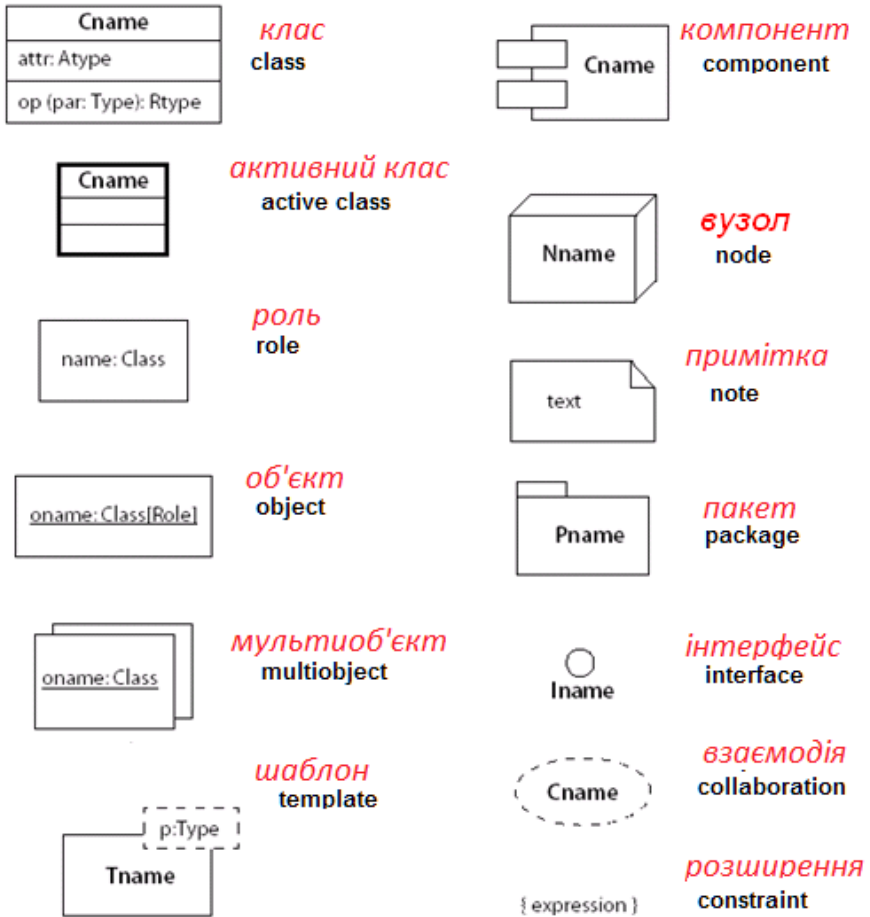 Cname
attr: Atype
op (par: Type): Rtype
клас
class
Cname
активний клас
active class
name: Class
роль
role
oname: Class[Role]
об'єкт
object
oname: Class
мультиоб'єкт
multiobject
шаблон
template
p:Type
Tname
Cname
компонент
component
Nname
вузол
node
text
примітка
note
Pname
пакет
package
Iname
інтерфейс
interface
Cname
взаємодія
collaboration
{ expression }
розширення
constraint